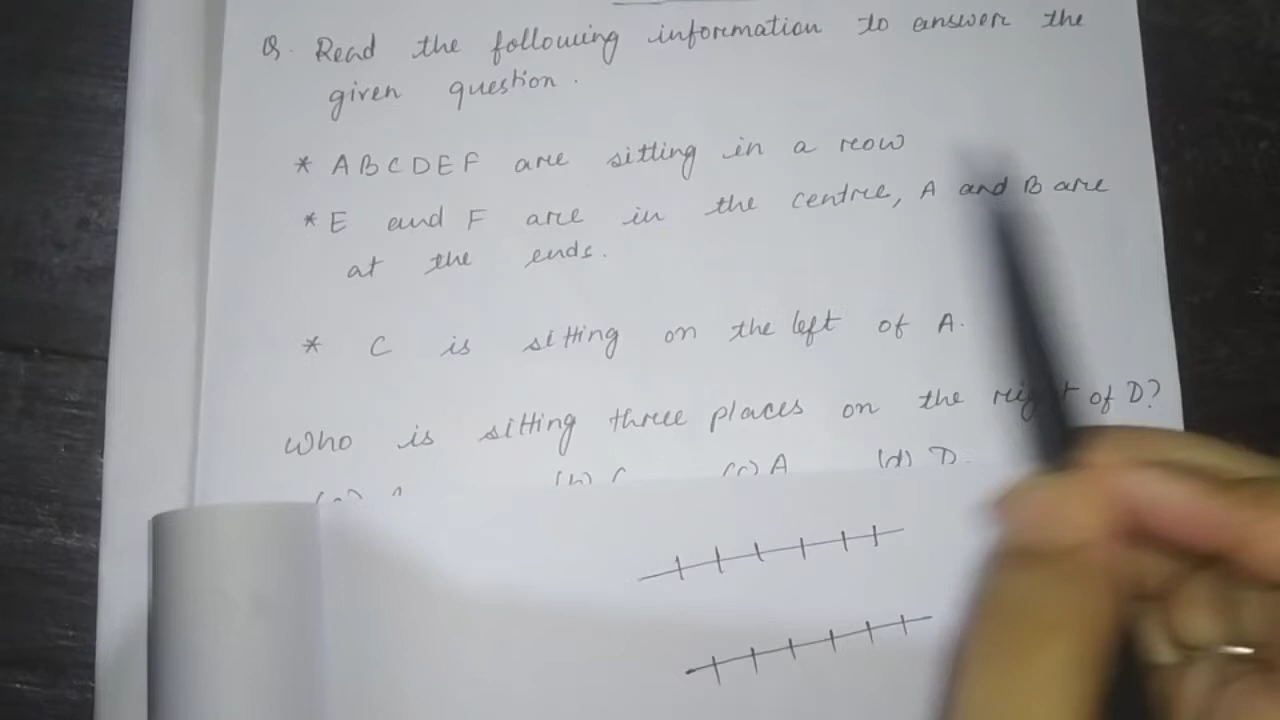 Q. Read the following information to answer the
given question.
* A B C D E F are sitting in a row
* E and F are in the centre, A and B are
at the ends.
* C is sitting on the left of A.
Who is sitting three places on the right of D?
(c) A (d) D.